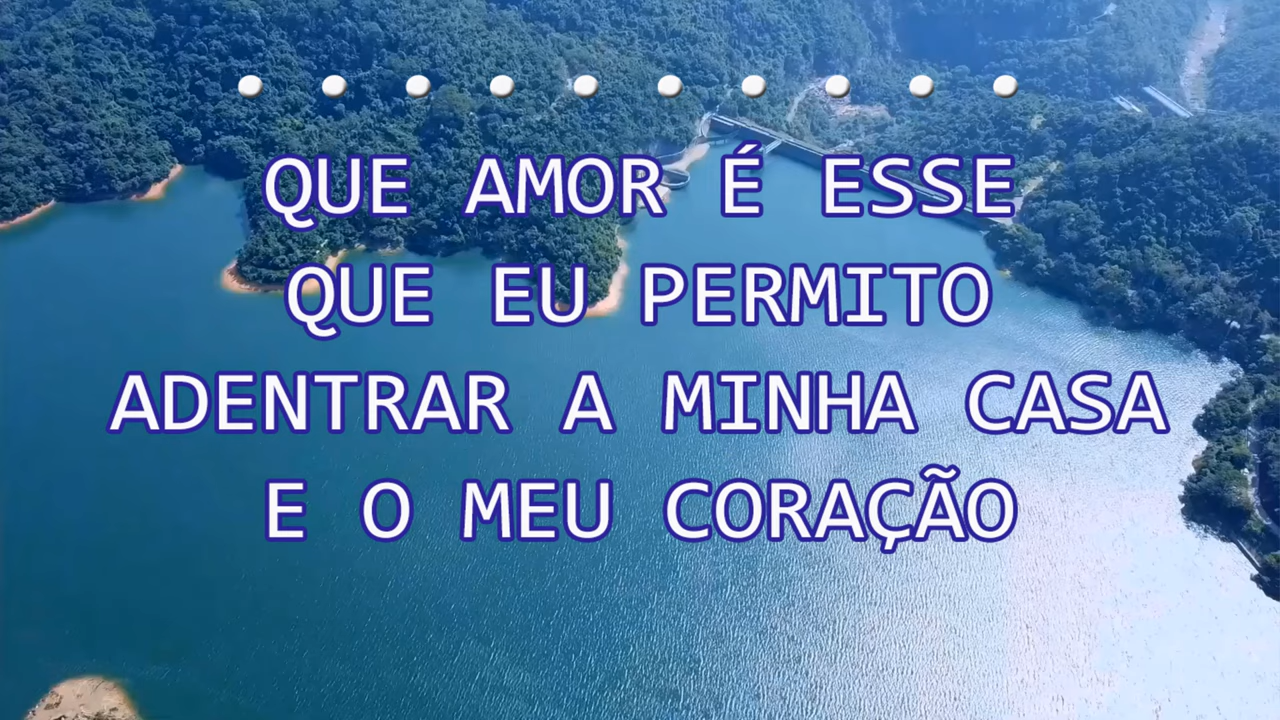 QUE AMOR É ESSE
QUE EU PERMITO
ADENTRAR A MINHA CASA
E O MEU CORAÇÃO